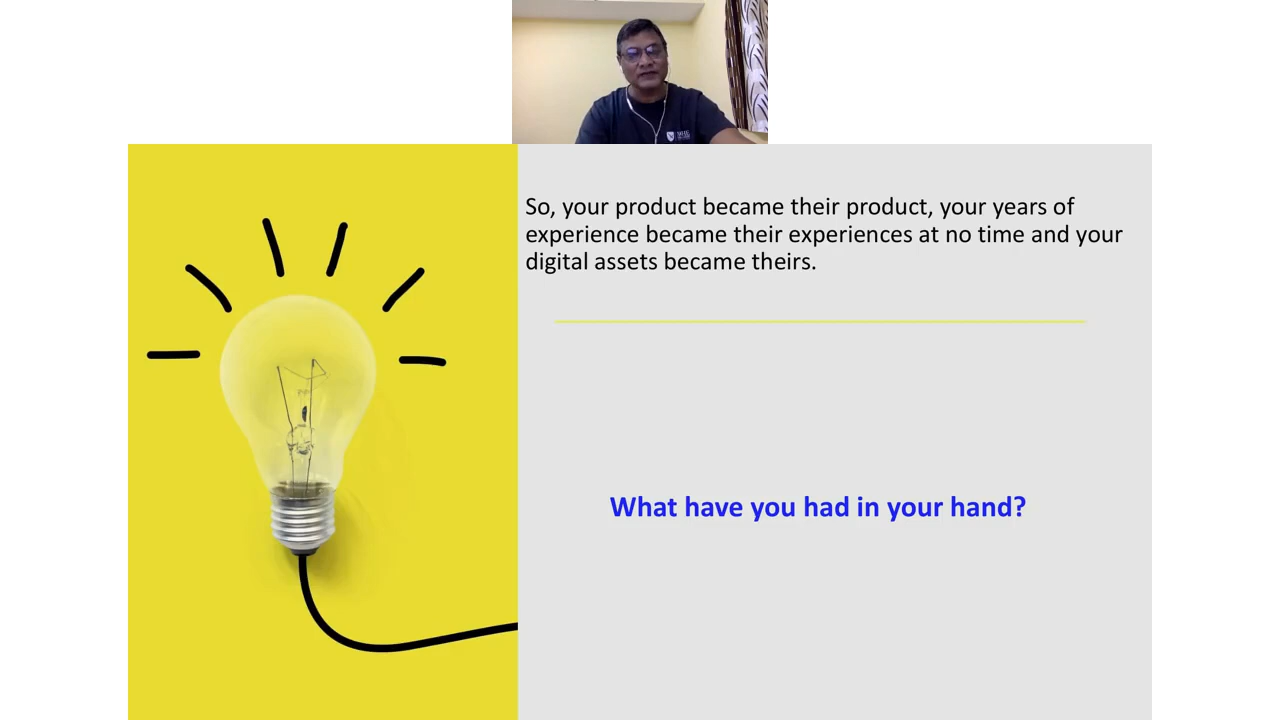 So, your product became their product, your years of
experience became their experiences at no time and your
digital assets became theirs.
What have you had in your hand?